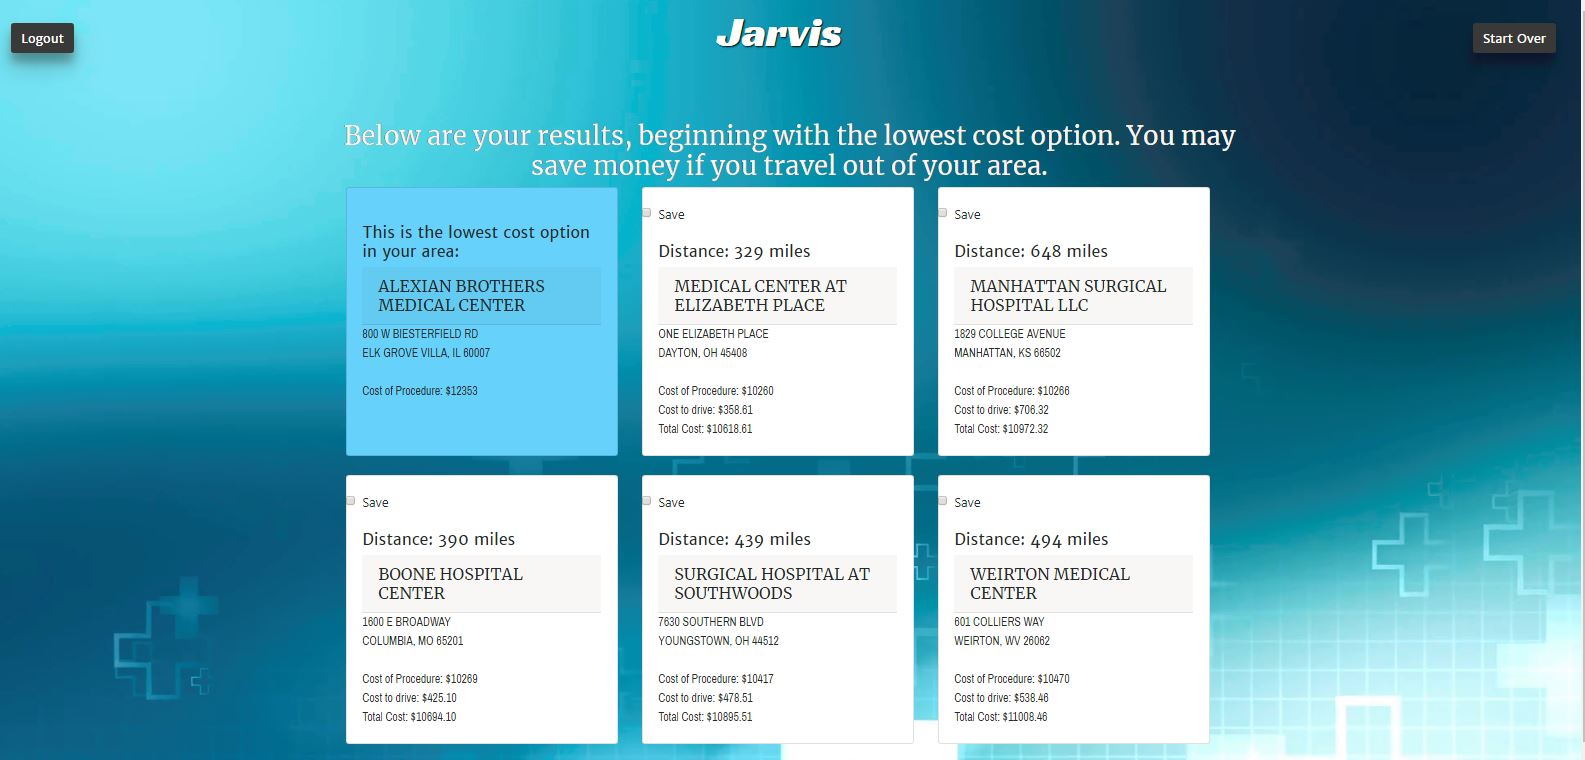 Logout
Jarvis
Start Over
Below are your results, beginning with the lowest cost option. You may
save money if you travel out of your area.
This is the lowest cost option
in your area:
ALEXIAN BROTHERS
MEDICAL CENTER
800 W BIESTERFIELD RD
ELK GROVE VILLA, IL 60007
Cost of Procedure: $12353
Save
Distance: 329 miles
MEDICAL CENTER AT
ELIZABETH PLACE
ONE ELIZABETH PLACE
DAYTON, OH 45408
Cost of Procedure: $10260
Cost to drive: $358.61
Total Cost: $10618.61
Save
Distance: 648 miles
MANHATTAN SURGICAL
HOSPITAL LLC
1829 COLLEGE AVENUE
MANHATTAN, KS 66502
Cost of Procedure: $10266
Cost to drive: $706.32
Total Cost: $10972.32
Save
Distance: 390 miles
BOONE HOSPITAL
CENTER
1600 E BROADWAY
COLUMBIA, MO 65201
Cost of Procedure: $10269
Cost to drive: $425.10
Total Cost: $10694.10
Save
Distance: 439 miles
SURGICAL HOSPITAL AT
SOUTHWOODS
7630 SOUTHERN BLVD
YOUNGSTOWN, OH 44512
Cost of Procedure: $10417
Cost to drive: $478.51
Total Cost: $10895.51
Save
Distance: 494 miles
WEIRTON MEDICAL
CENTER
601 COLLIERS WAY
WEIRTON, WV 26062
Cost of Procedure: $10470
Cost to drive: $538.46
Total Cost: $11008.46